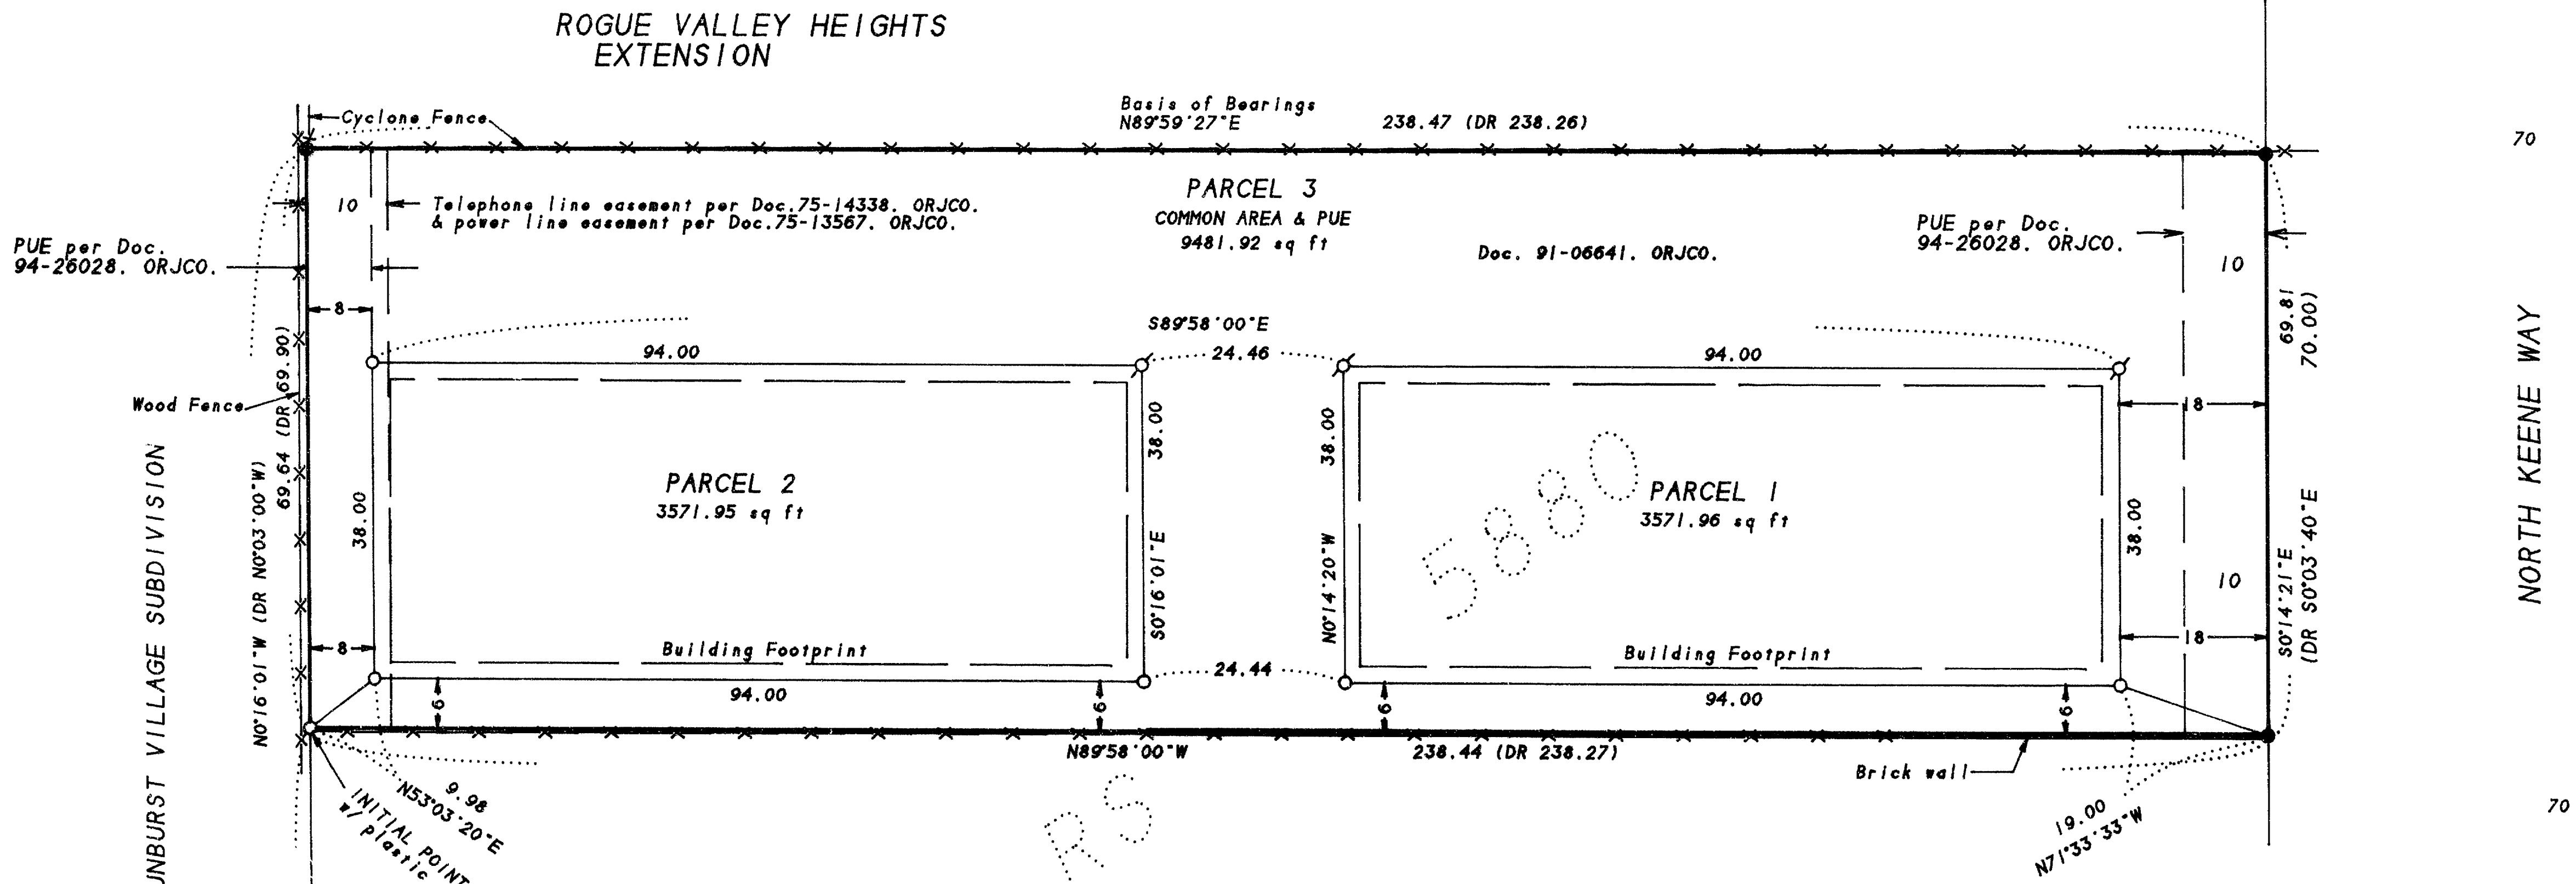 ROGUE VALLEY HEIGHTS
EXTENSION
Cyclone Fence
Basis of Bearings
N89°59'27"E
238.47 (DR 238.26)
70
10
Telephone line easement per Doc.75-14338. ORJCO.
& power line easement per Doc.75-13567. ORJCO.
PARCEL 3
COMMON AREA & PUE
9481.92 sq ft
Doc. 91-06641. ORJCO.
PUE per Doc.
94-26028. ORJCO.
PUE per Doc.
94-26028. ORJCO.
10
8
S89°58'00"E
94.00
24.46
94.00
69.81
70.00)
NORTH KEENE WAY
Wood Fence
69.64 (DR 69.90)
N0°16'01"W (DR N0°03'00"W)
UNBURST VILLAGE SUBDIVISION
38.00
38.00
38.00
38.00
18
PARCEL 2
3571.95 sq ft
PARCEL 1
3571.96 sq ft
5880
S0°16'01"E
N0°14'20"W
10
S0°14'21"E
(DR S0°03'40"E
8
Building Footprint
Building Footprint
18
94.00
24.44
94.00
6
6
6
6
N89°58'00"W
238.44 (DR 238.27)
Brick wall
9.98
N53°03'20"E
INITIAL POINT
w/ plastic
RS
19.00
N71°33'33"W
70